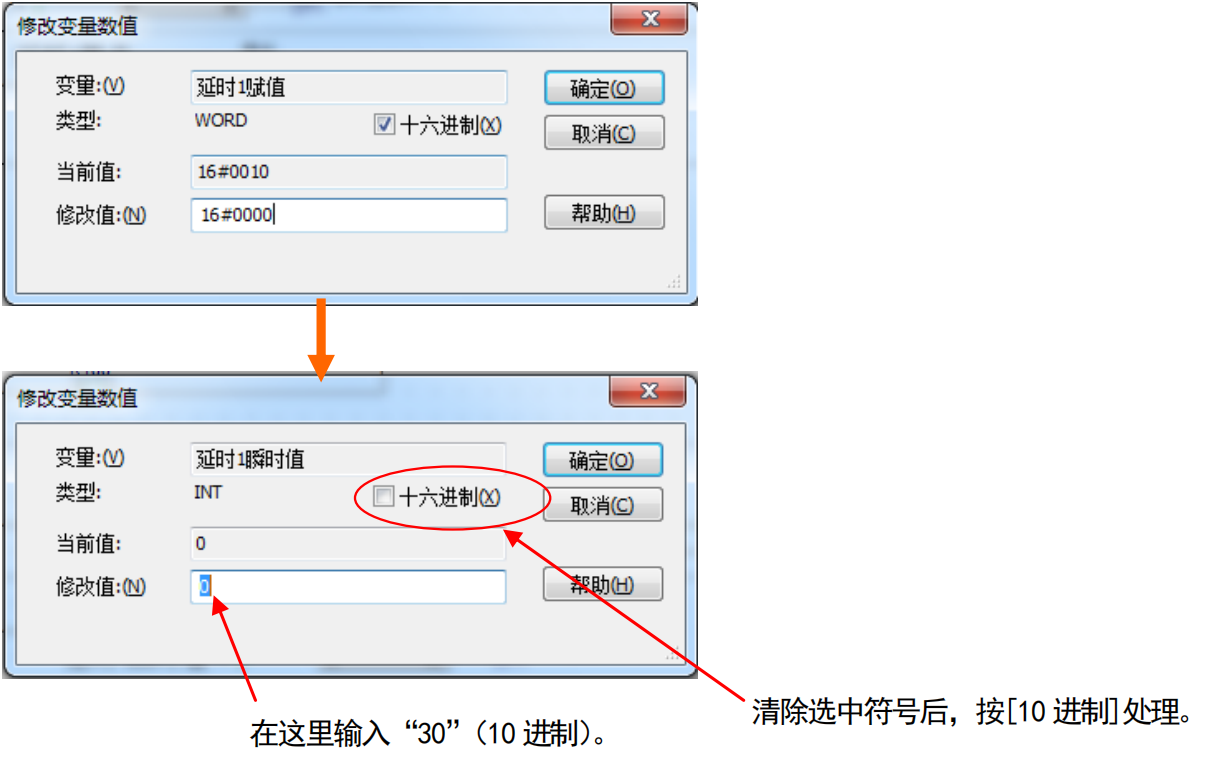 修改变量数值
变量:(V) 延时1赋值 确定(O)
类型: WORD 十六进制(X) 取消(C)
当前值: 16#0010
修改值:(N) 16#0000 帮助(H)
修改变量数值
变量:(V) 延时1瞬时值 确定(O)
类型: INT 十六进制(X) 取消(C)
当前值: 0
修改值:(N) 0 帮助(H)
清除选中符号后，按[10 进制]处理。
在这里输入“30”（10 进制）。